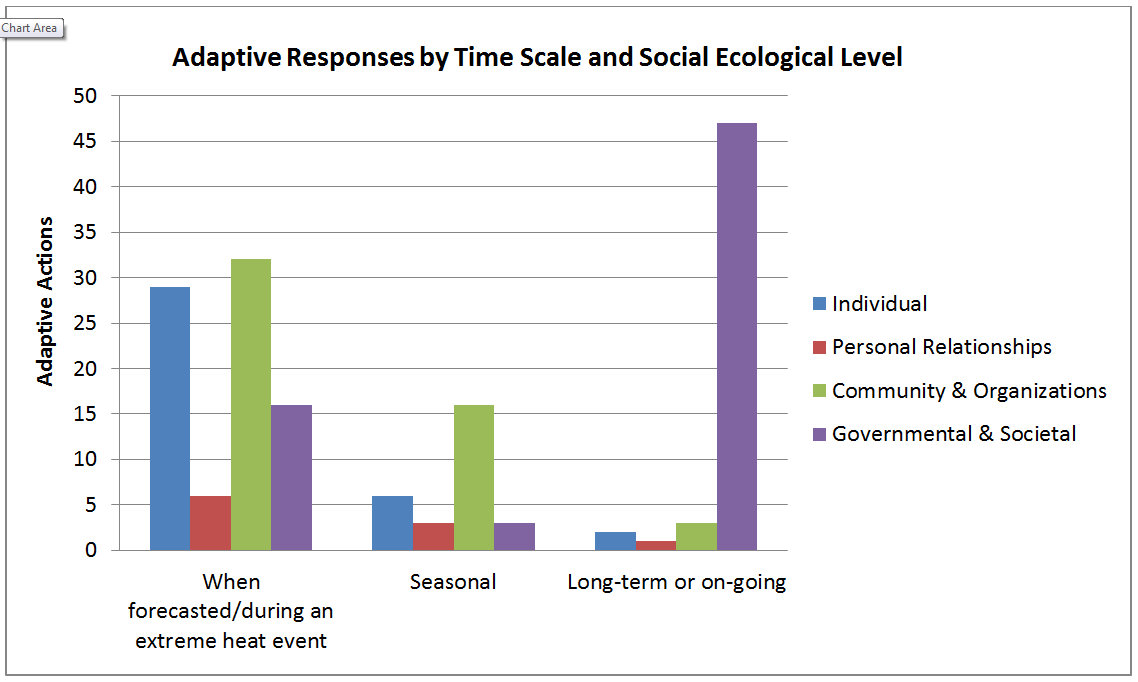 Chart Area
Adaptive Responses by Time Scale and Social Ecological Level
50
45
40
35
30
25
20
15
10
5
0
Adaptive Actions
When
forecasted/during an
extreme heat event
Seasonal
Long-term or on-going
Individual
Personal Relationships
Community & Organizations
Governmental & Societal